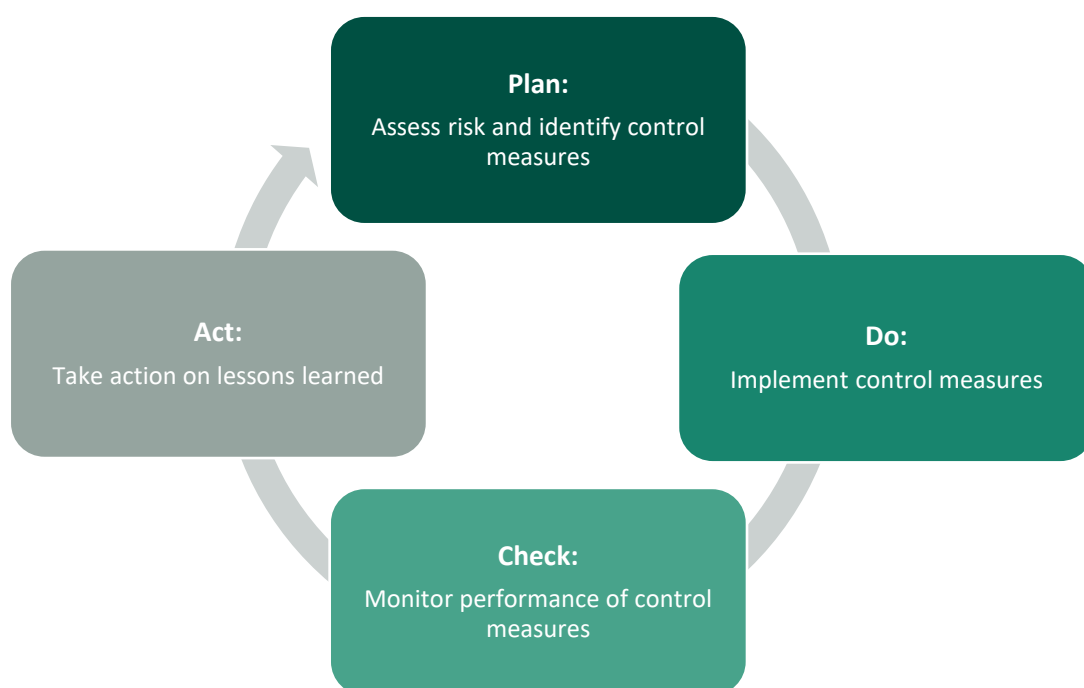 Plan:
Assess risk and identify control
measures
Do:
Implement control measures
Check:
Monitor performance of control
measures
Act:
Take action on lessons learned